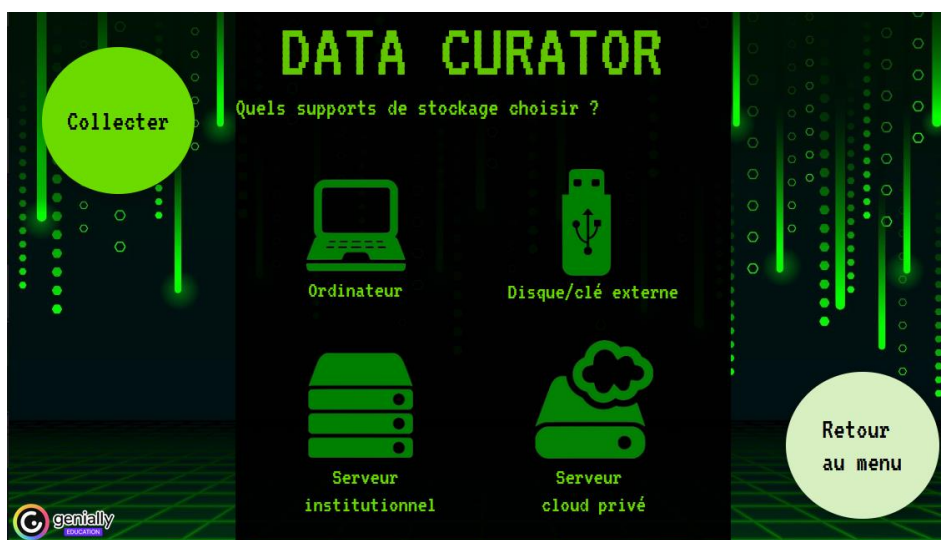 DATA CURATOR
Collecter
Quels supports de stockage choisir ?
Ordinateur
Disque/clé externe
Serveur
institutionnel
Serveur
cloud privé
Retour
au menu
genially
EDUCATION